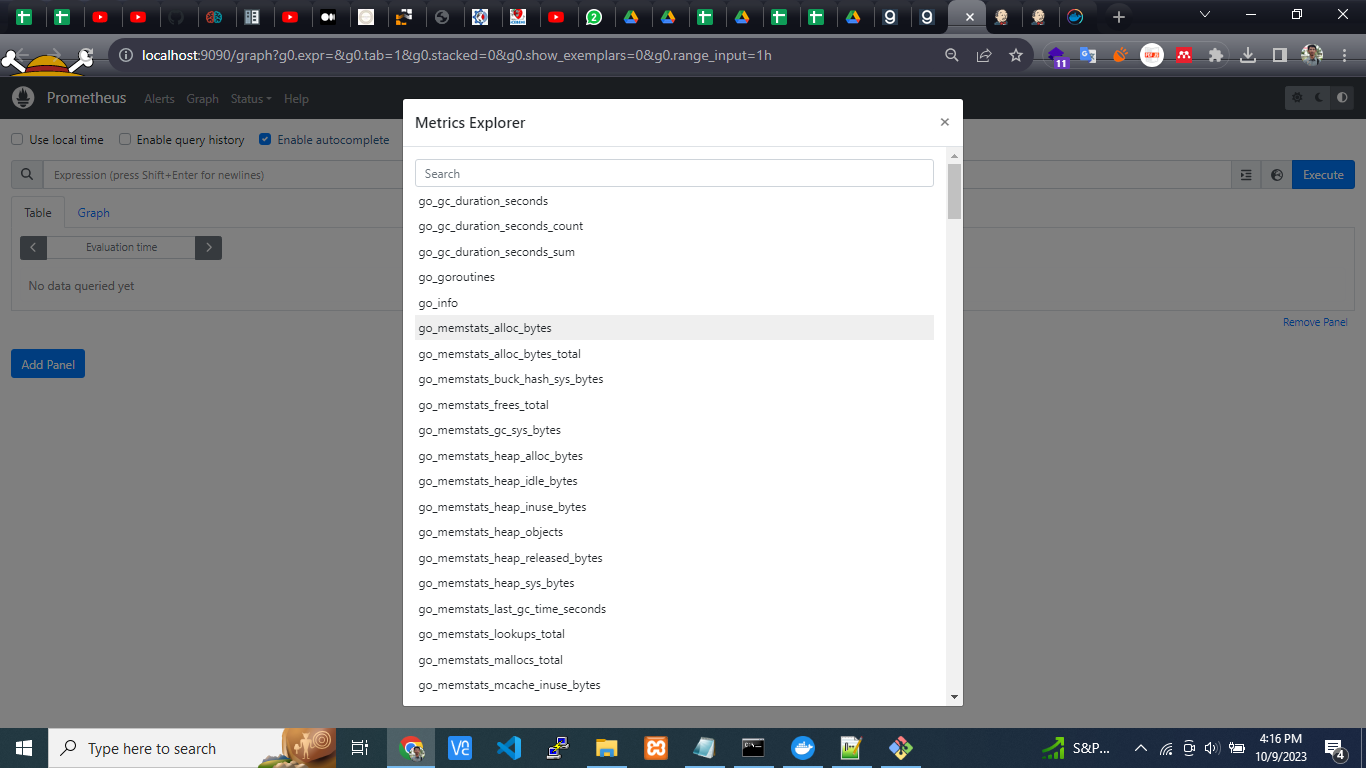 localhost:9090/graph?g0.expr=&g0.tab=1&g0.stacked=0&g0.show_exemplars=0&g0.range_input=1h
11
Prometheus Alerts Graph Status Help
Use local time Enable query history Enable autocomplete
Expression (press Shift+Enter for newlines)
Execute
Table Graph
Evaluation time
No data queried yet
Remove Panel
Add Panel
Metrics Explorer
Search
go_gc_duration_seconds
go_gc_duration_seconds_count
go_gc_duration_seconds_sum
go_goroutines
go_info
go_memstats_alloc_bytes
go_memstats_alloc_bytes_total
go_memstats_buck_hash_sys_bytes
go_memstats_frees_total
go_memstats_gc_sys_bytes
go_memstats_heap_alloc_bytes
go_memstats_heap_idle_bytes
go_memstats_heap_inuse_bytes
go_memstats_heap_objects
go_memstats_heap_released_bytes
go_memstats_heap_sys_bytes
go_memstats_last_gc_time_seconds
go_memstats_lookups_total
go_memstats_mallocs_total
go_memstats_mcache_inuse_bytes
Type here to search
S&P...
4:16 PM
10/9/2023
4